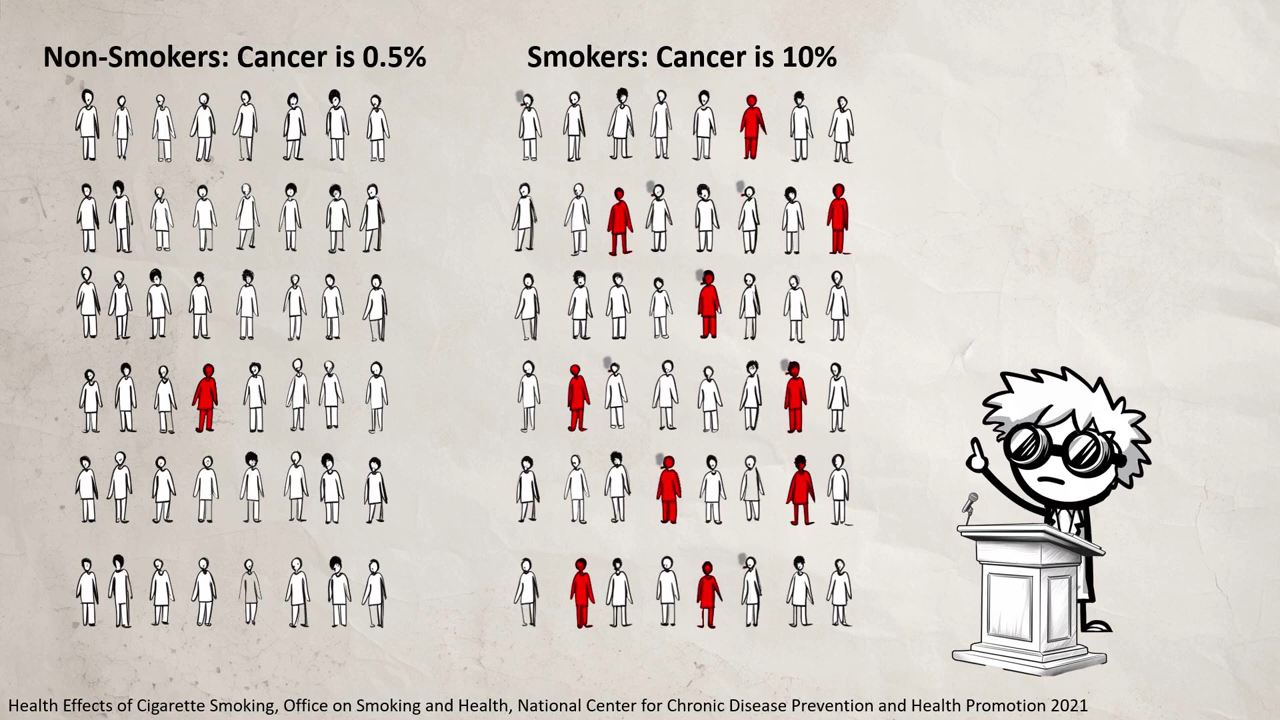 Non-Smokers: Cancer is 0.5%
Smokers: Cancer is 10%
Health Effects of Cigarette Smoking, Office on Smoking and Health, National Center for Chronic Disease Prevention and Health Promotion 2021